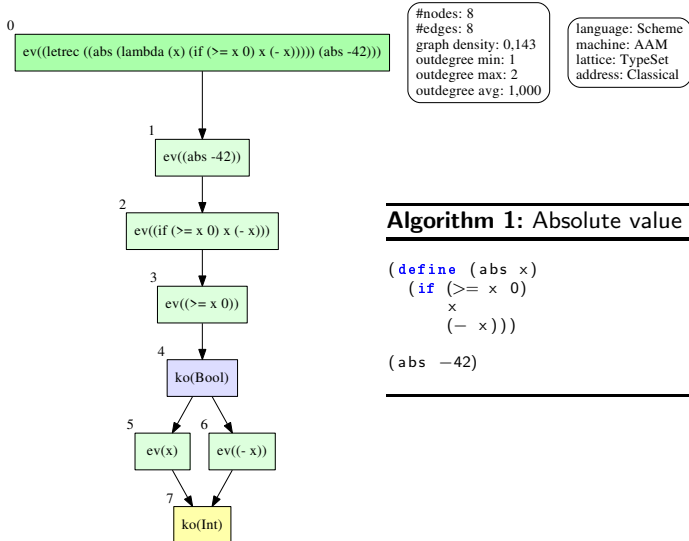 0
ev((letrec ((abs (lambda (x) (if (>= x 0) x (- x))))) (abs -42)))
#nodes: 8
#edges: 8
graph density: 0,143
outdegree min: 1
outdegree max: 2
outdegree avg: 1,000
language: Scheme
machine: AAM
lattice: TypeSet
address: Classical
1
ev((abs -42))
2
ev((if (>= x 0) x (- x)))
3
ev((>= x 0))
4
ko(Bool)
5
ev(x)
6
ev((- x))
7
ko(Int)
Algorithm 1: Absolute value
(define (abs x)
(if (>= x 0)
x
(− x)))
(abs −42)